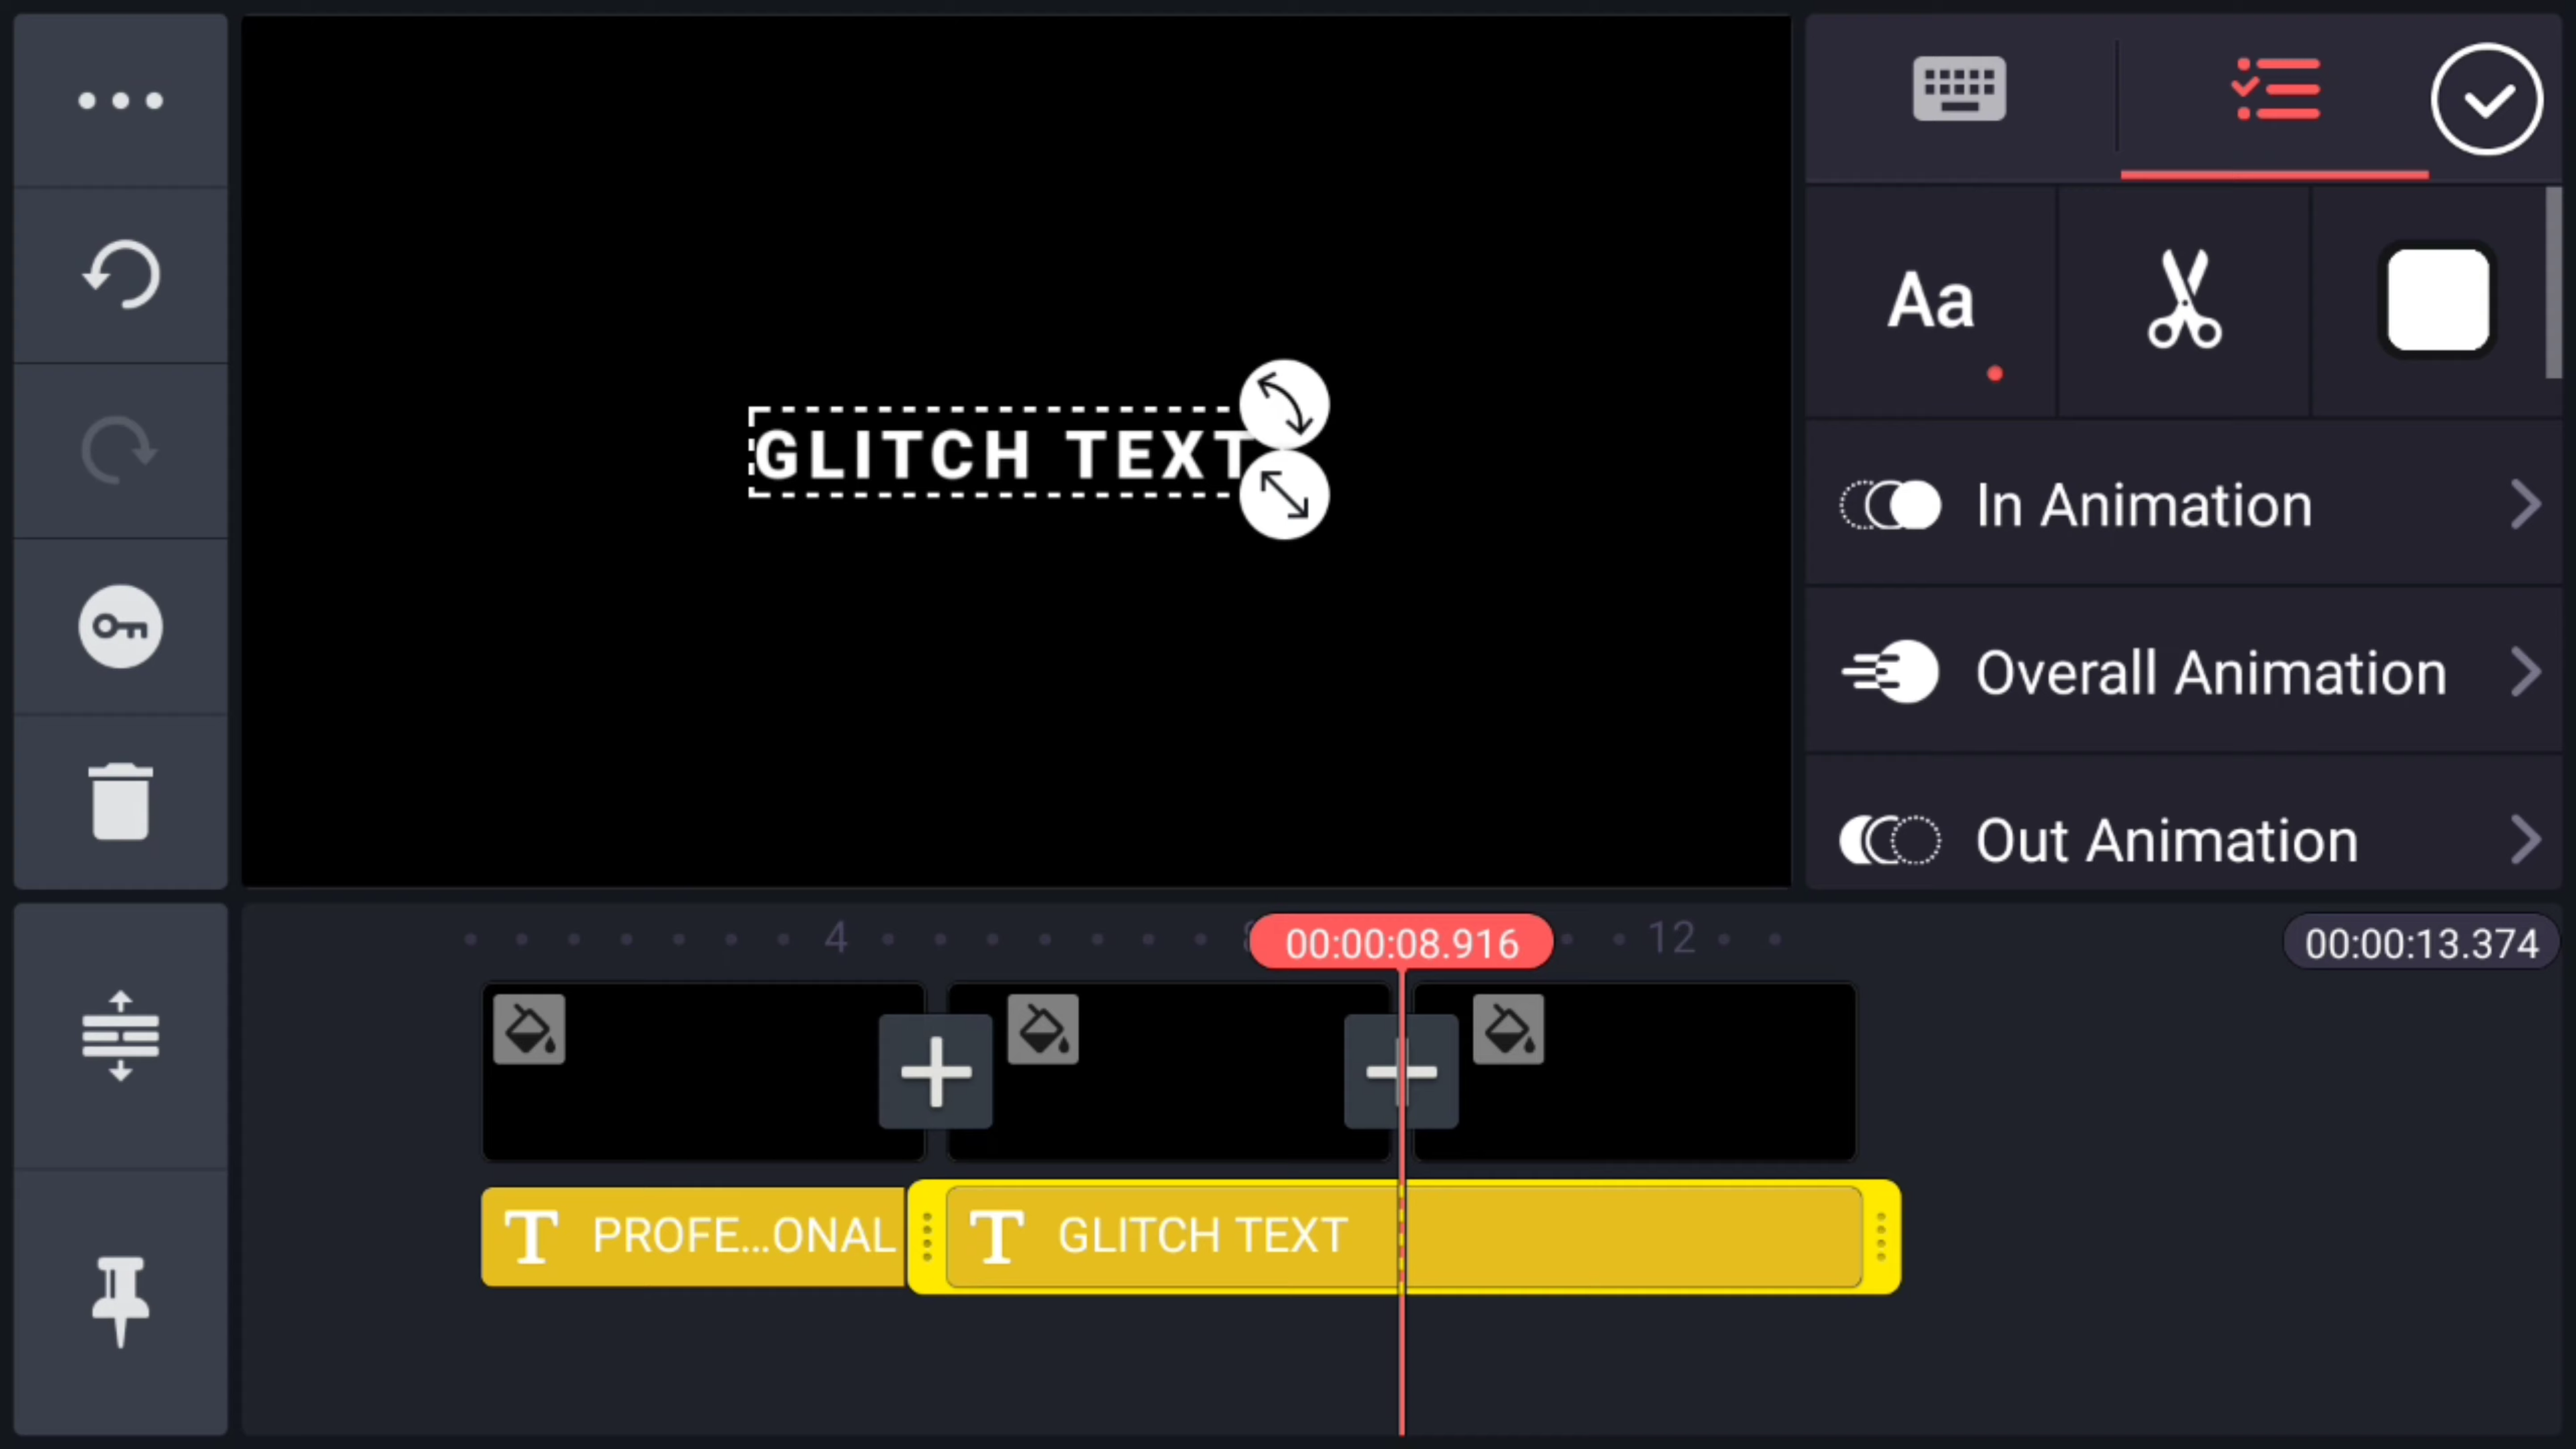 GLITCH TEXT
Aa
In Animation
Overall Animation
Out Animation
4
00:00:08.916
12
00:00:13.374
T PROFE...ONAL
T GLITCH TEXT